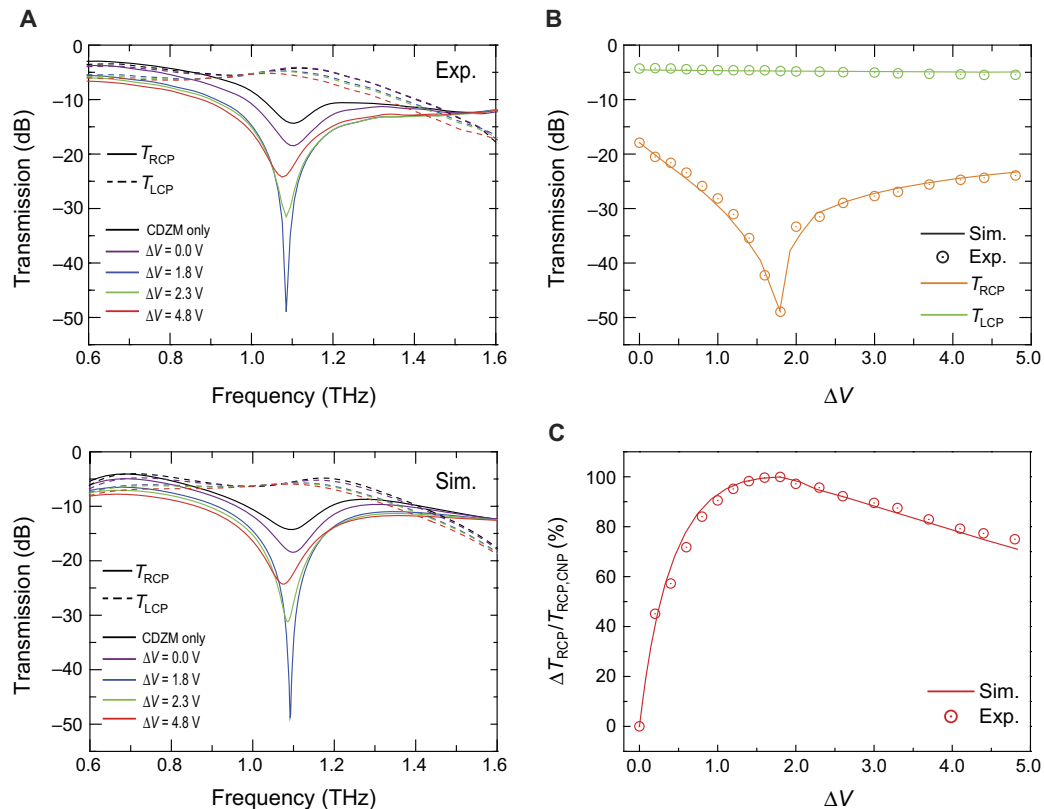 A
Exp.
Transmission (dB)
0
–10
–20
–30
–40
–50
T_RCP
T_LCP
CDZM only
ΔV = 0.0 V
ΔV = 1.8 V
ΔV = 2.3 V
ΔV = 4.8 V
0.6 0.8 1.0 1.2 1.4 1.6
Frequency (THz)
Sim.
Transmission (dB)
0
–10
–20
–30
–40
–50
T_RCP
T_LCP
CDZM only
ΔV = 0.0 V
ΔV = 1.8 V
ΔV = 2.3 V
ΔV = 4.8 V
0.6 0.8 1.0 1.2 1.4 1.6
Frequency (THz)
B
Transmission (dB)
0
–10
–20
–30
–40
–50
Sim.
Exp.
T_RCP
T_LCP
0.0 1.0 2.0 3.0 4.0 5.0
ΔV
C
ΔT_RCP/T_RCP,CNP (%)
100
80
60
40
20
0
Sim.
Exp.
0.0 1.0 2.0 3.0 4.0 5.0
ΔV